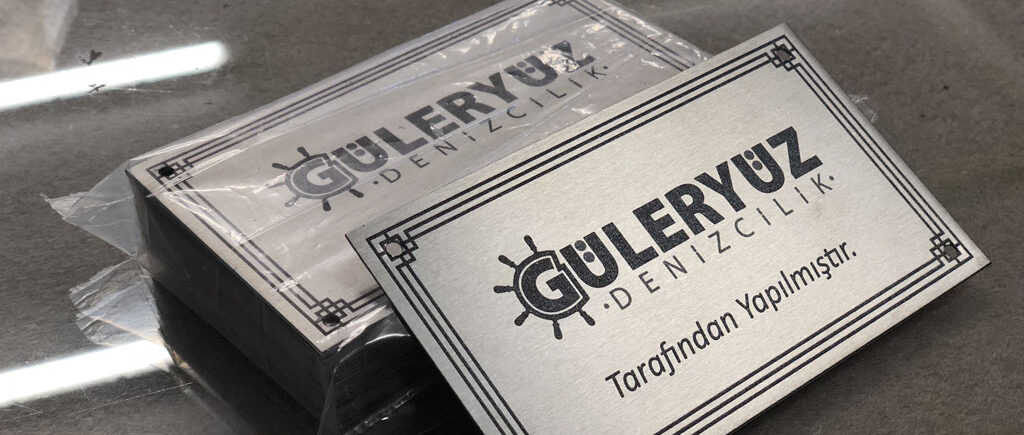 GÜLERYÜZ
·DENİZCİLİK·
GÜLERYÜZ
·DENİZCİLİK·
Tarafından Yapılmıştır.